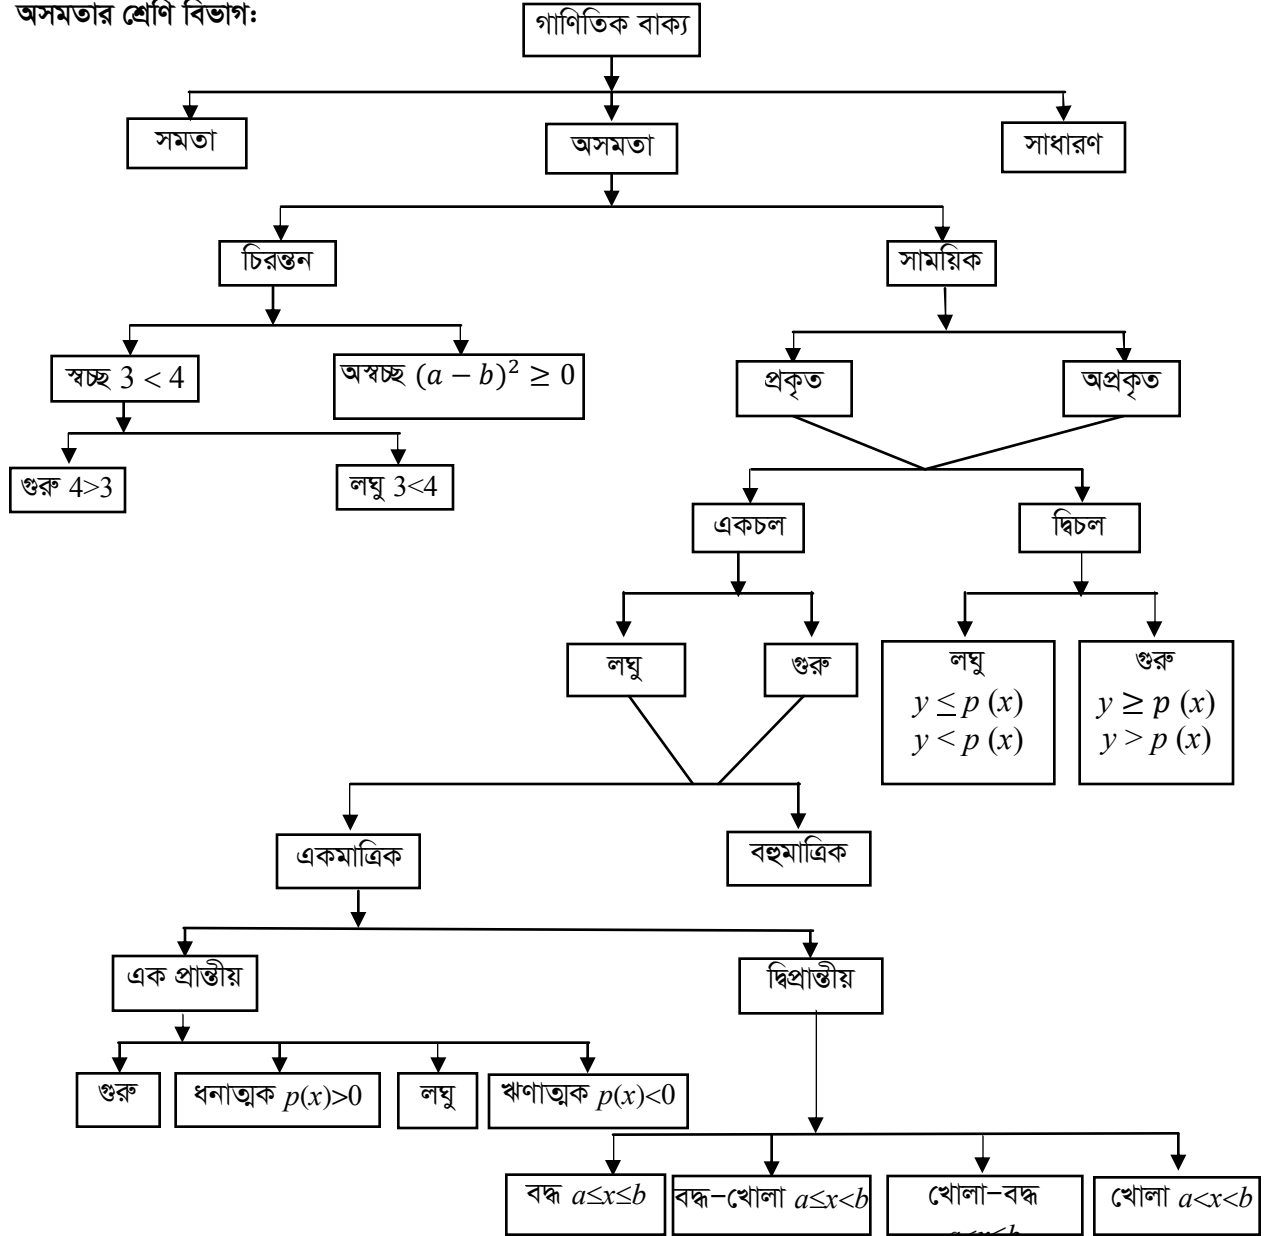 অসমতার শ্রেণি বিভাগ:
গাণিতিক বাক্য
সমতা
অসমতা
সাধারণ
চিরন্তন
সাময়িক
স্বচ্ছ 3 < 4
অস্বচ্ছ (a − b)² ≥ 0
প্রকৃত
অপ্রকৃত
গুরু 4>3
লঘু 3<4
একচল
দ্বিচল
লঘু
গুরু
লঘু
y ≤ p (x)
y < p (x)
গুরু
y ≥ p (x)
y > p (x)
একমাত্রিক
বহুমাত্রিক
এক প্রান্তীয়
দ্বিপ্রান্তীয়
গুরু
ধনাত্মক p(x)>0
লঘু
ঋণাত্মক p(x)<0
বদ্ধ a≤x≤b
বদ্ধ-খোলা a≤x<b
খোলা-বদ্ধ
খোলা a<x<b